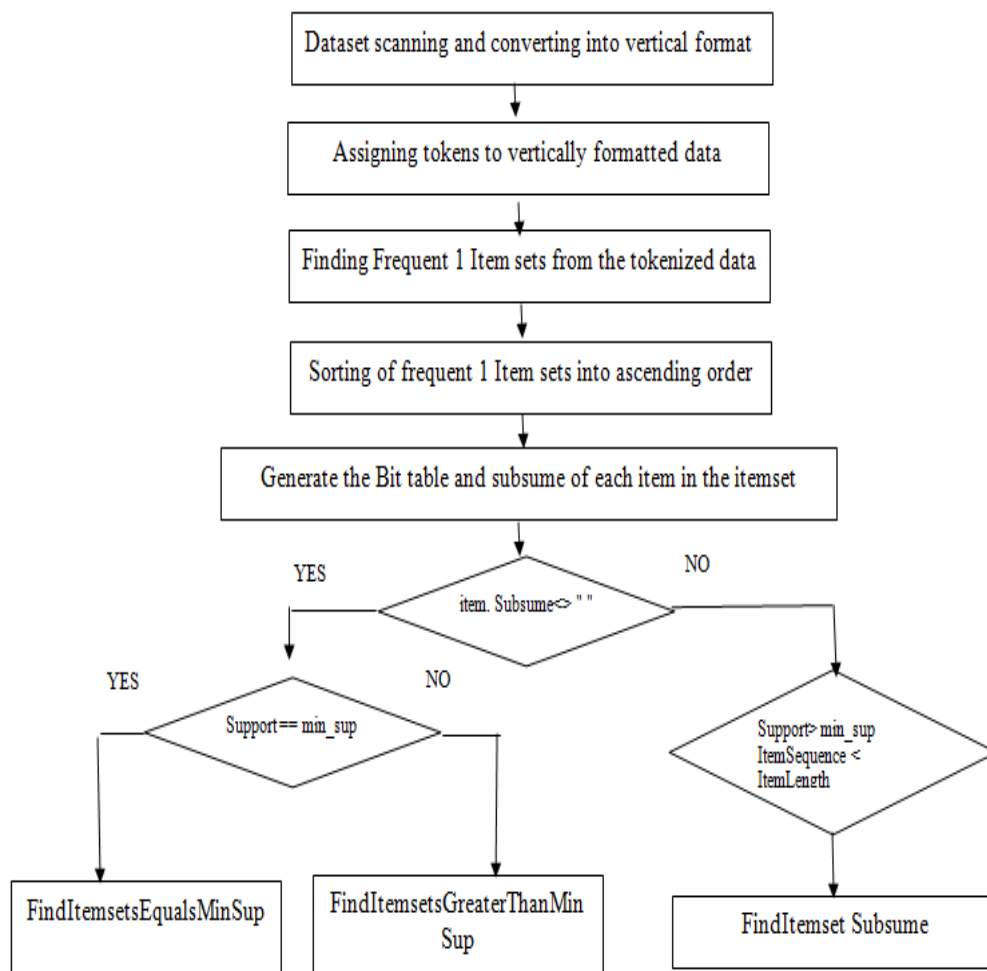 Dataset scanning and converting into vertical format
Assigning tokens to vertically formatted data
Finding Frequent 1 Item sets from the tokenized data
Sorting of frequent 1 Item sets into ascending order
Generate the Bit table and subsume of each item in the itemset
YES
NO
item. Subsume<> " "
YES
NO
Support== min_sup
Support> min_sup
ItemSequence <
ItemLength
FindItemsetsEqualsMinSup
FindItemsetsGreaterThanMin
Sup
FindItemset Subsume